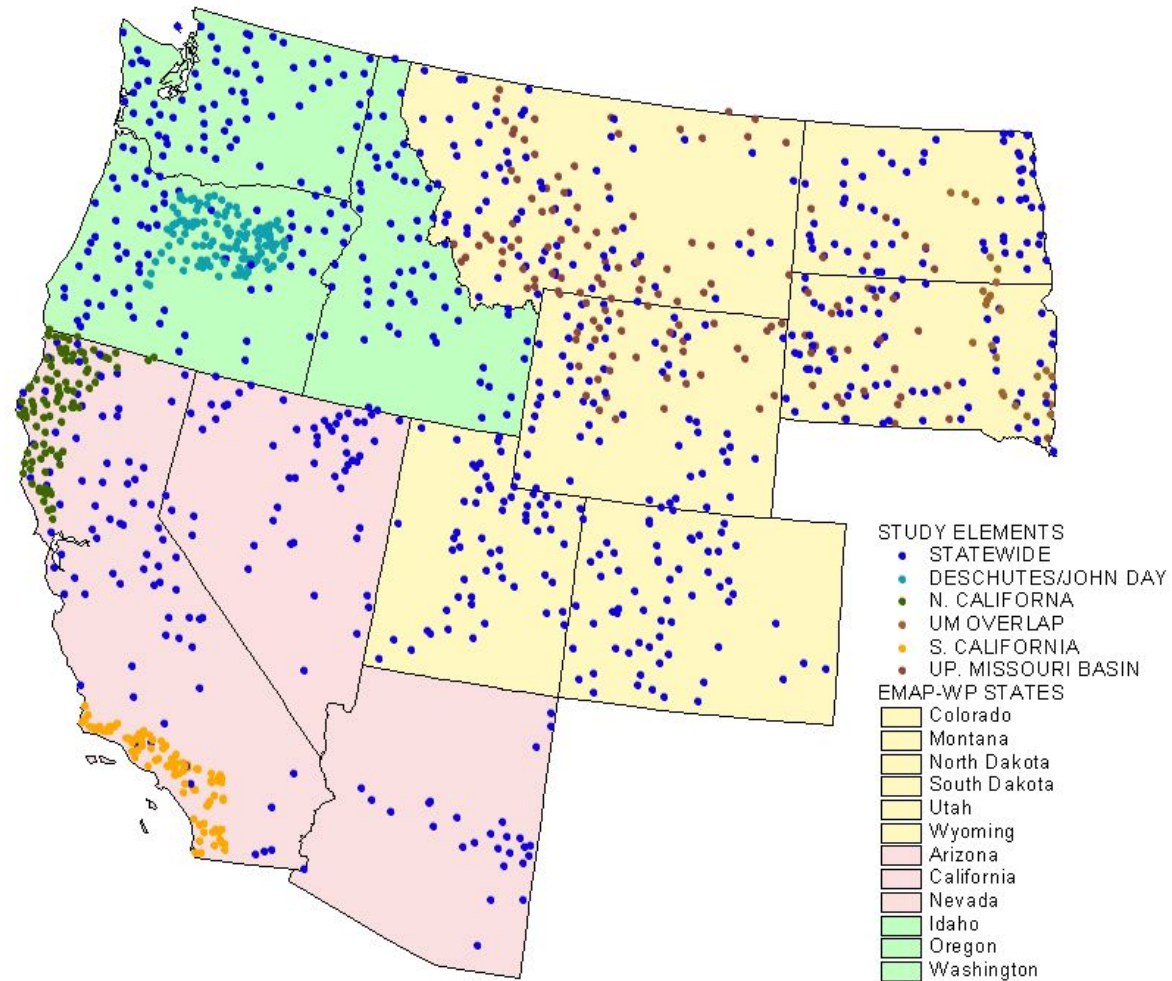 STUDY ELEMENTS
STATEWIDE
DESCHUTES/JOHN DAY
N. CALIFORNA
UM OVERLAP
S. CALIFORNIA
UP. MISSOURI BASIN
EMAP-WP STATES
Colorado
Montana
North Dakota
South Dakota
Utah
Wyoming
Arizona
California
Nevada
Idaho
Oregon
Washington